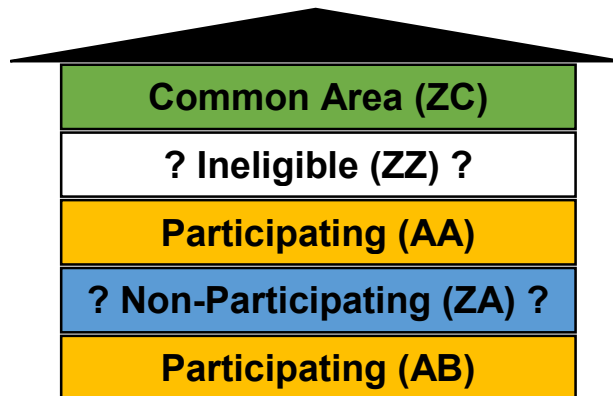 Common Area (ZC)
? Ineligible (ZZ) ?
Participating (AA)
? Non-Participating (ZA) ?
Participating (AB)